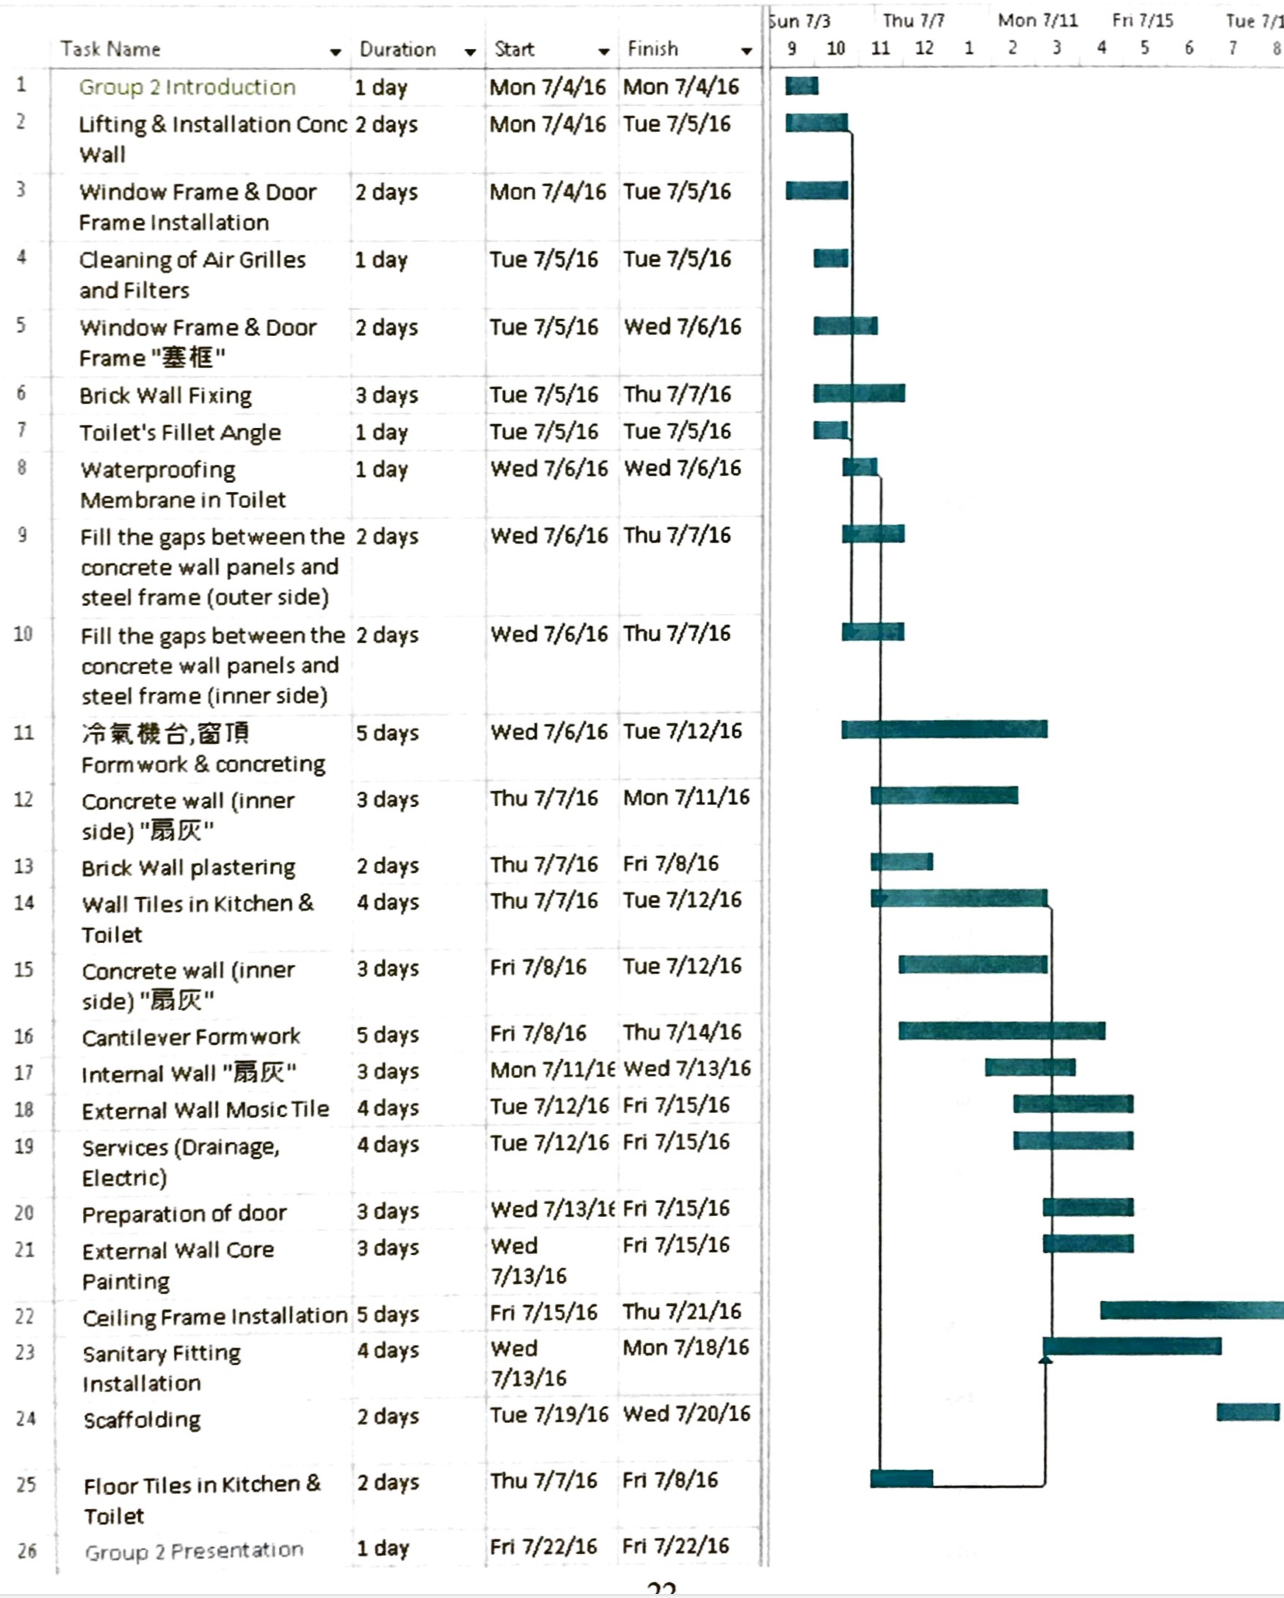 Sun 7/3 Thu 7/7 Mon 7/11 Fri 7/15 Tue 7/1
Task Name Duration Start Finish 9 10 11 12 1 2 3 4 5 6 7 8
1 Group 2 Introduction 1 day Mon 7/4/16 Mon 7/4/16
2 Lifting & Installation Conc 2 days Mon 7/4/16 Tue 7/5/16
Wall
3 Window Frame & Door 2 days Mon 7/4/16 Tue 7/5/16
Frame Installation
4 Cleaning of Air Grilles 1 day Tue 7/5/16 Tue 7/5/16
and Filters
5 Window Frame & Door 2 days Tue 7/5/16 Wed 7/6/16
Frame "塞框"
6 Brick Wall Fixing 3 days Tue 7/5/16 Thu 7/7/16
7 Toilet's Fillet Angle 1 day Tue 7/5/16 Tue 7/5/16
8 Waterproofing 1 day Wed 7/6/16 Wed 7/6/16
Membrane in Toilet
9 Fill the gaps between the 2 days Wed 7/6/16 Thu 7/7/16
concrete wall panels and
steel frame (outer side)
10 Fill the gaps between the 2 days Wed 7/6/16 Thu 7/7/16
concrete wall panels and
steel frame (inner side)
11 冷氣機台,窗頂 5 days Wed 7/6/16 Tue 7/12/16
Formwork & concreting
12 Concrete wall (inner 3 days Thu 7/7/16 Mon 7/11/16
side) "扇灰"
13 Brick Wall plastering 2 days Thu 7/7/16 Fri 7/8/16
14 Wall Tiles in Kitchen & 4 days Thu 7/7/16 Tue 7/12/16
Toilet
15 Concrete wall (inner 3 days Fri 7/8/16 Tue 7/12/16
side) "扇灰"
16 Cantilever Formwork 5 days Fri 7/8/16 Thu 7/14/16
17 Internal Wall "扇灰" 3 days Mon 7/11/16 Wed 7/13/16
18 External Wall Mosic Tile 4 days Tue 7/12/16 Fri 7/15/16
19 Services (Drainage, 4 days Tue 7/12/16 Fri 7/15/16
Electric)
20 Preparation of door 3 days Wed 7/13/16 Fri 7/15/16
21 External Wall Core 3 days Wed Fri 7/15/16
Painting 7/13/16
22 Ceiling Frame Installation 5 days Fri 7/15/16 Thu 7/21/16
23 Sanitary Fitting 4 days Wed Mon 7/18/16
Installation 7/13/16
24 Scaffolding 2 days Tue 7/19/16 Wed 7/20/16
25 Floor Tiles in Kitchen & 2 days Thu 7/7/16 Fri 7/8/16
Toilet
26 Group 2 Presentation 1 day Fri 7/22/16 Fri 7/22/16